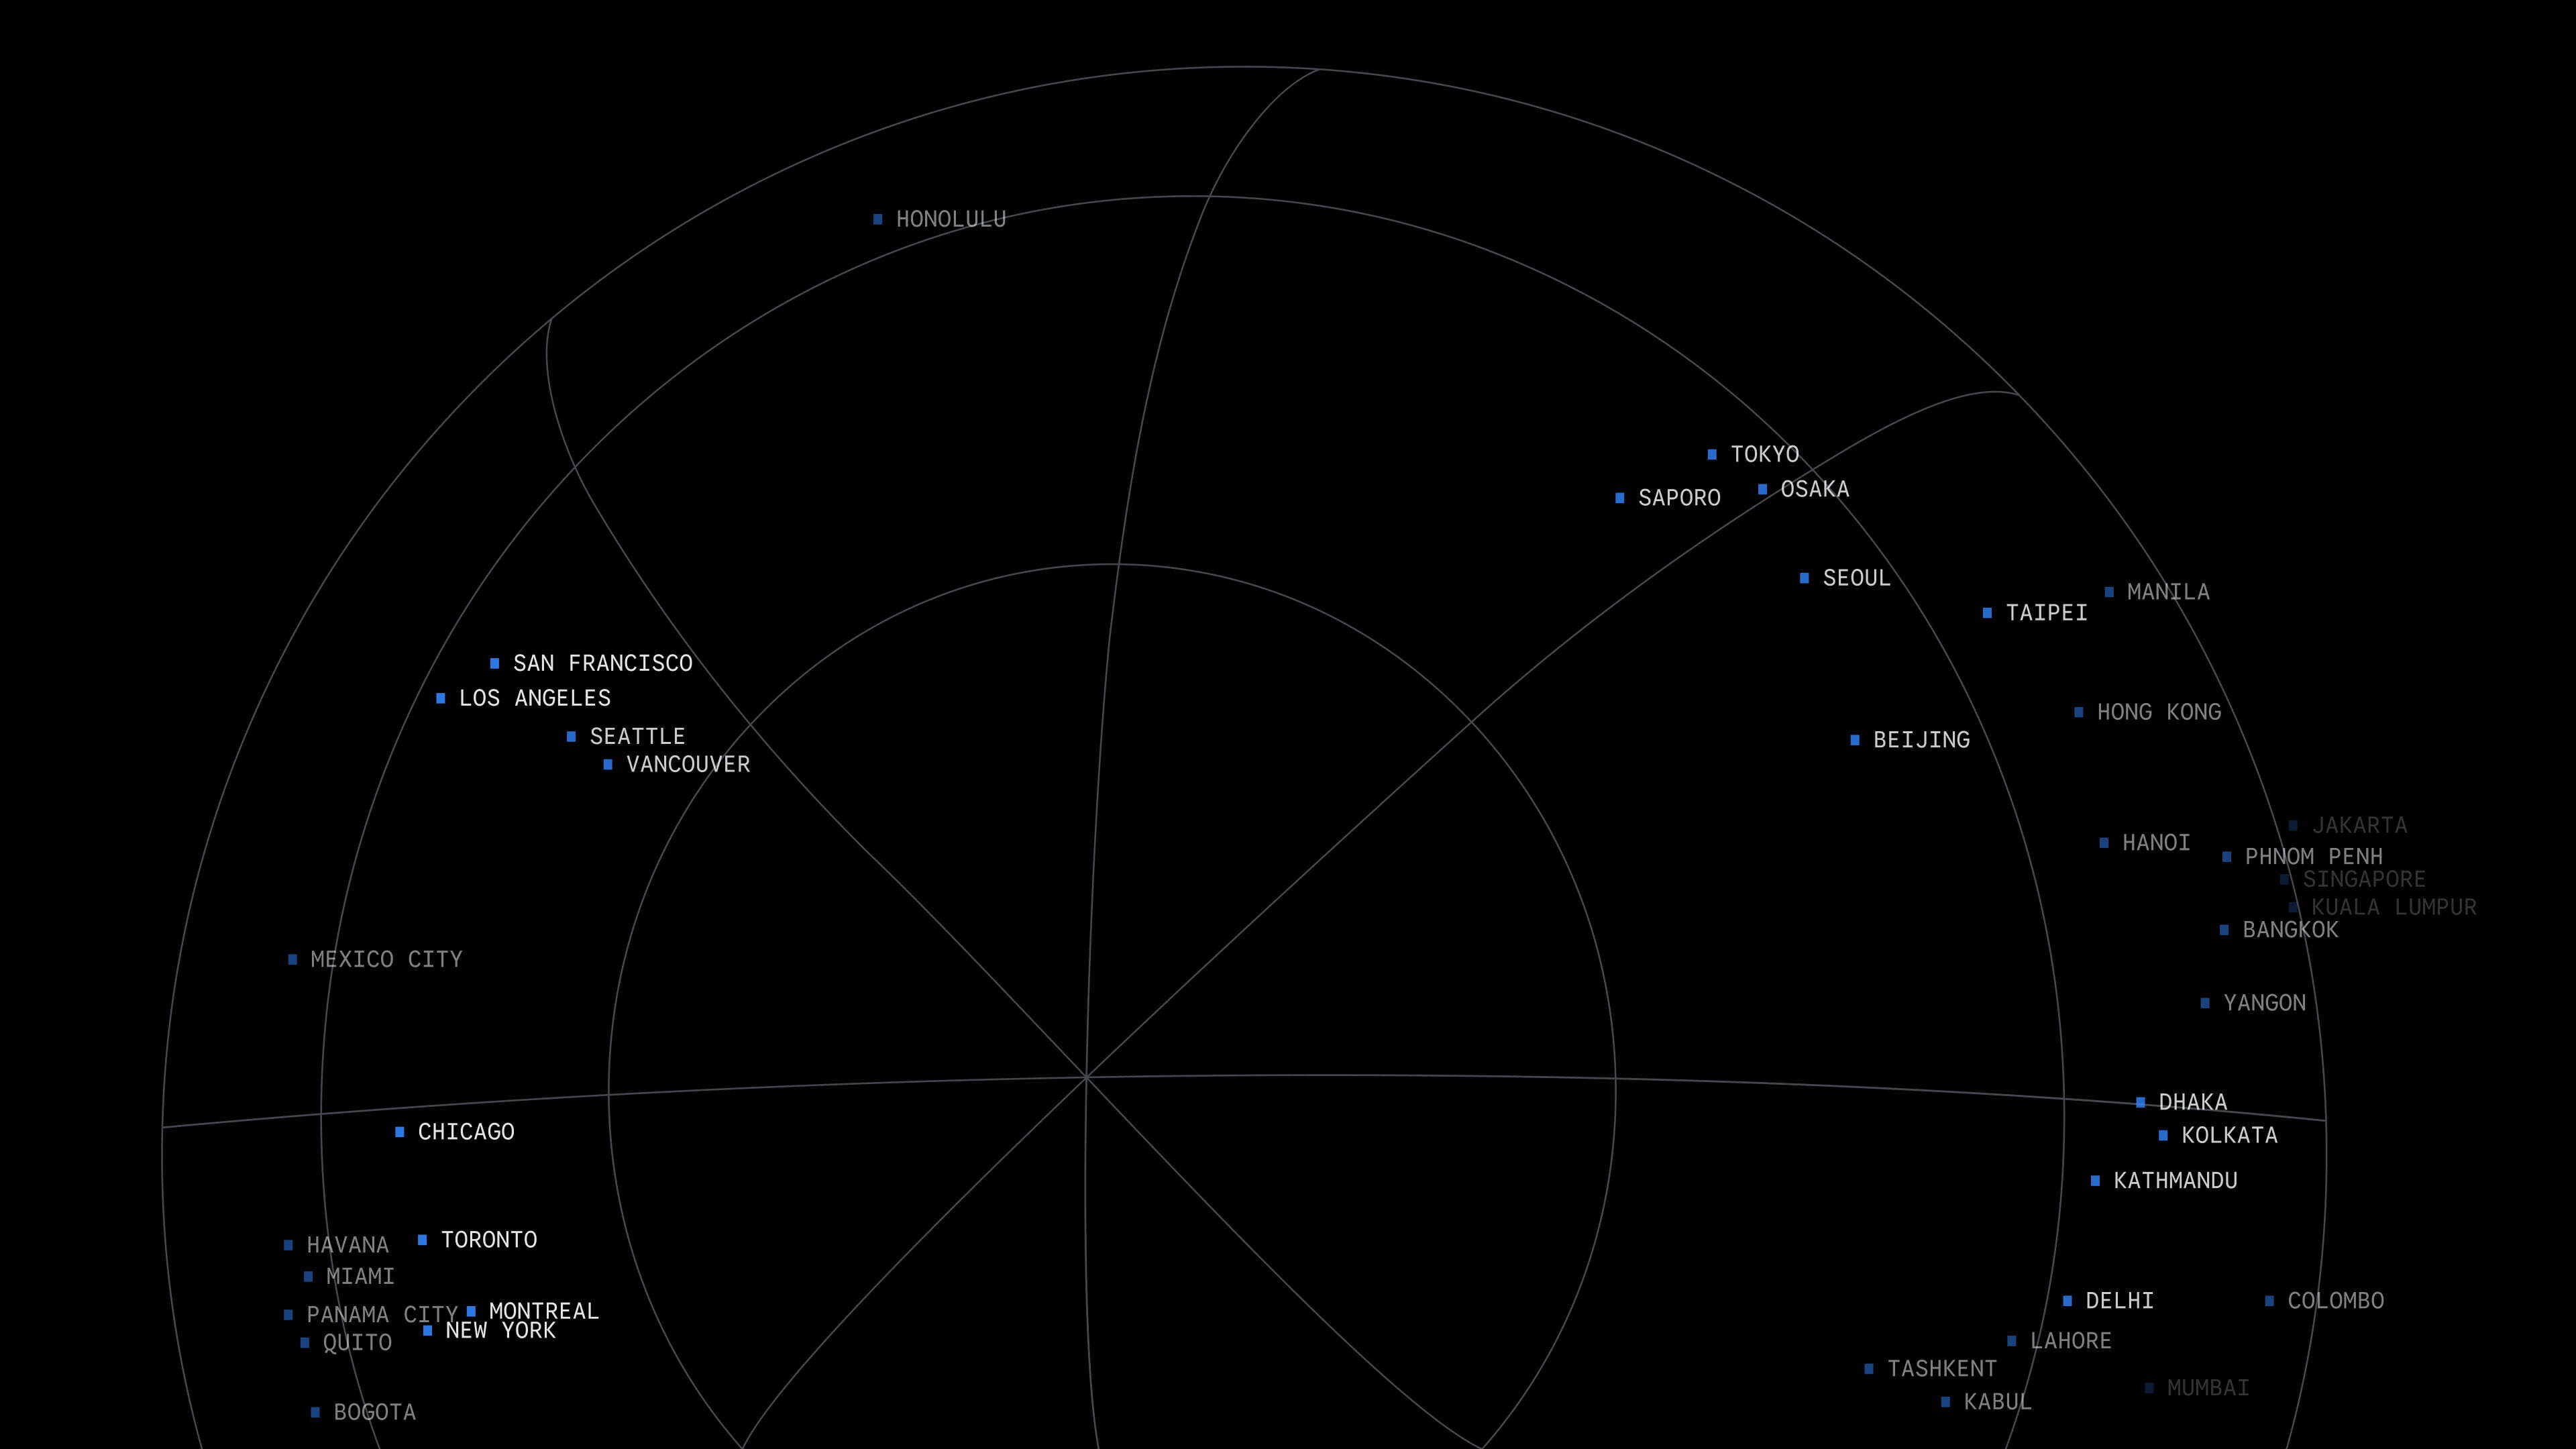 HONOLULU
TOKYO
OSAKA
SAPORO
SEOUL
MANILA
TAIPEI
SAN FRANCISCO
LOS ANGELES
HONG KONG
SEATTLE
BEIJING
VANCOUVER
JAKARTA
HANOI
PHNOM PENH
SINGAPORE
KUALA LUMPUR
BANGKOK
MEXICO CITY
YANGON
DHAKA
CHICAGO
KOLKATA
KATHMANDU
TORONTO
HAVANA
MIAMI
DELHI
COLOMBO
MONTREAL
PANAMA CITY
NEW YORK
LAHORE
QUITO
TASHKENT
MUMBAI
KABUL
BOGOTA